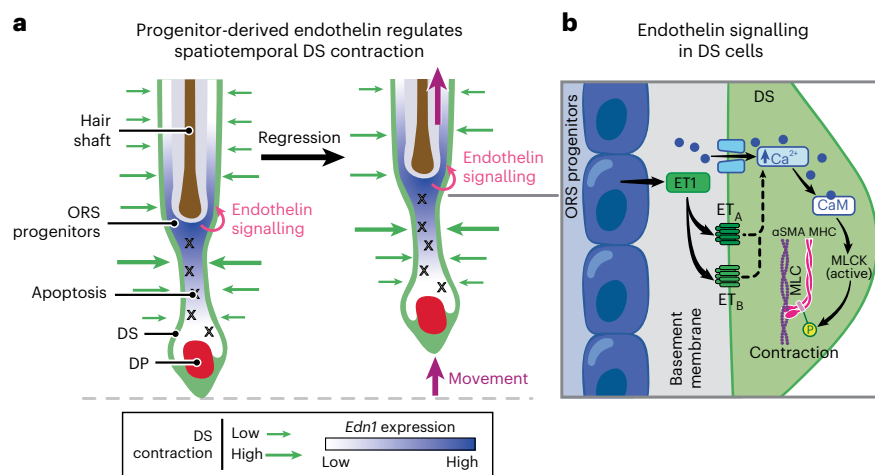 a
Progenitor-derived endothelin regulates
spatiotemporal DS contraction
Hair
shaft
Regression
Endothelin
signalling
ORS
progenitors
Endothelin
signalling
X
X
X
X
X
X
X
X
X
X
Apoptosis
DS
DP
Movement
DS
contraction
Low
High
Edn1 expression
Low
High
b
Endothelin signalling
in DS cells
ORS progenitors
DS
Ca2+
ET1
CaM
ETA
αSMA MHC
MLCK
(active)
MLC
ETB
P
Contraction
Basement
membrane